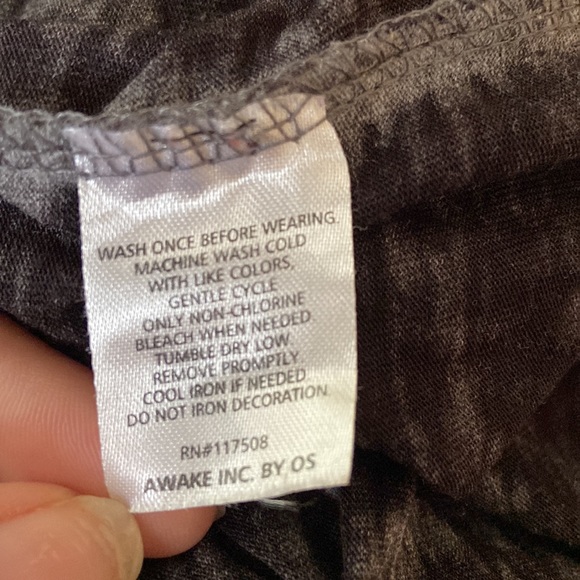 WASH ONCE BEFORE WEARING.
MACHINE WASH COLD
WITH LIKE COLORS,
GENTLE CYCLE
ONLY NON-CHLORINE
BLEACH WHEN NEEDED
TUMBLE DRY LOW
REMOVE PROMPTLY
COOL IRON IF NEEDED
DO NOT IRON DECORATION
RN#117508
AWAKE INC. BY OS